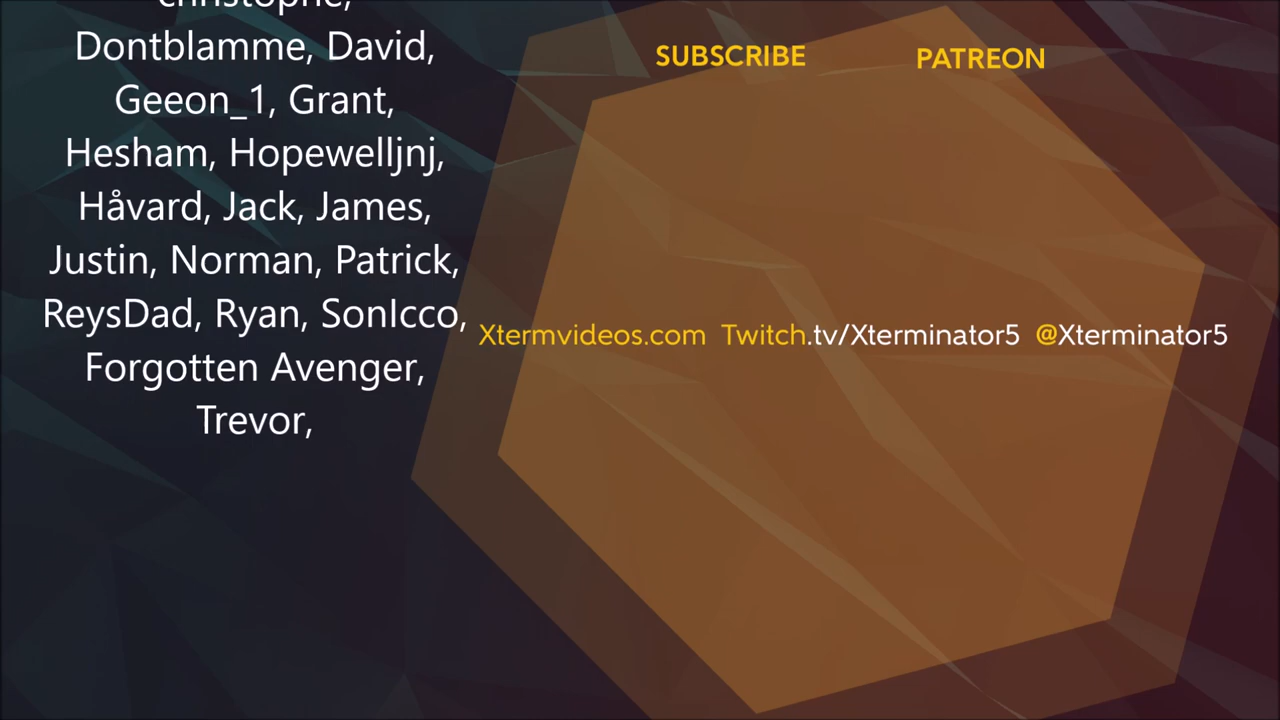 christophe,
Dontblamme, David,
Geeon_1, Grant,
Hesham, Hopewelljnj,
Håvard, Jack, James,
Justin, Norman, Patrick,
ReysDad, Ryan, SonIcco,
Forgotten Avenger,
Trevor,
SUBSCRIBE
PATREON
Xtermvideos.com Twitch.tv/Xterminator5 @Xterminator5